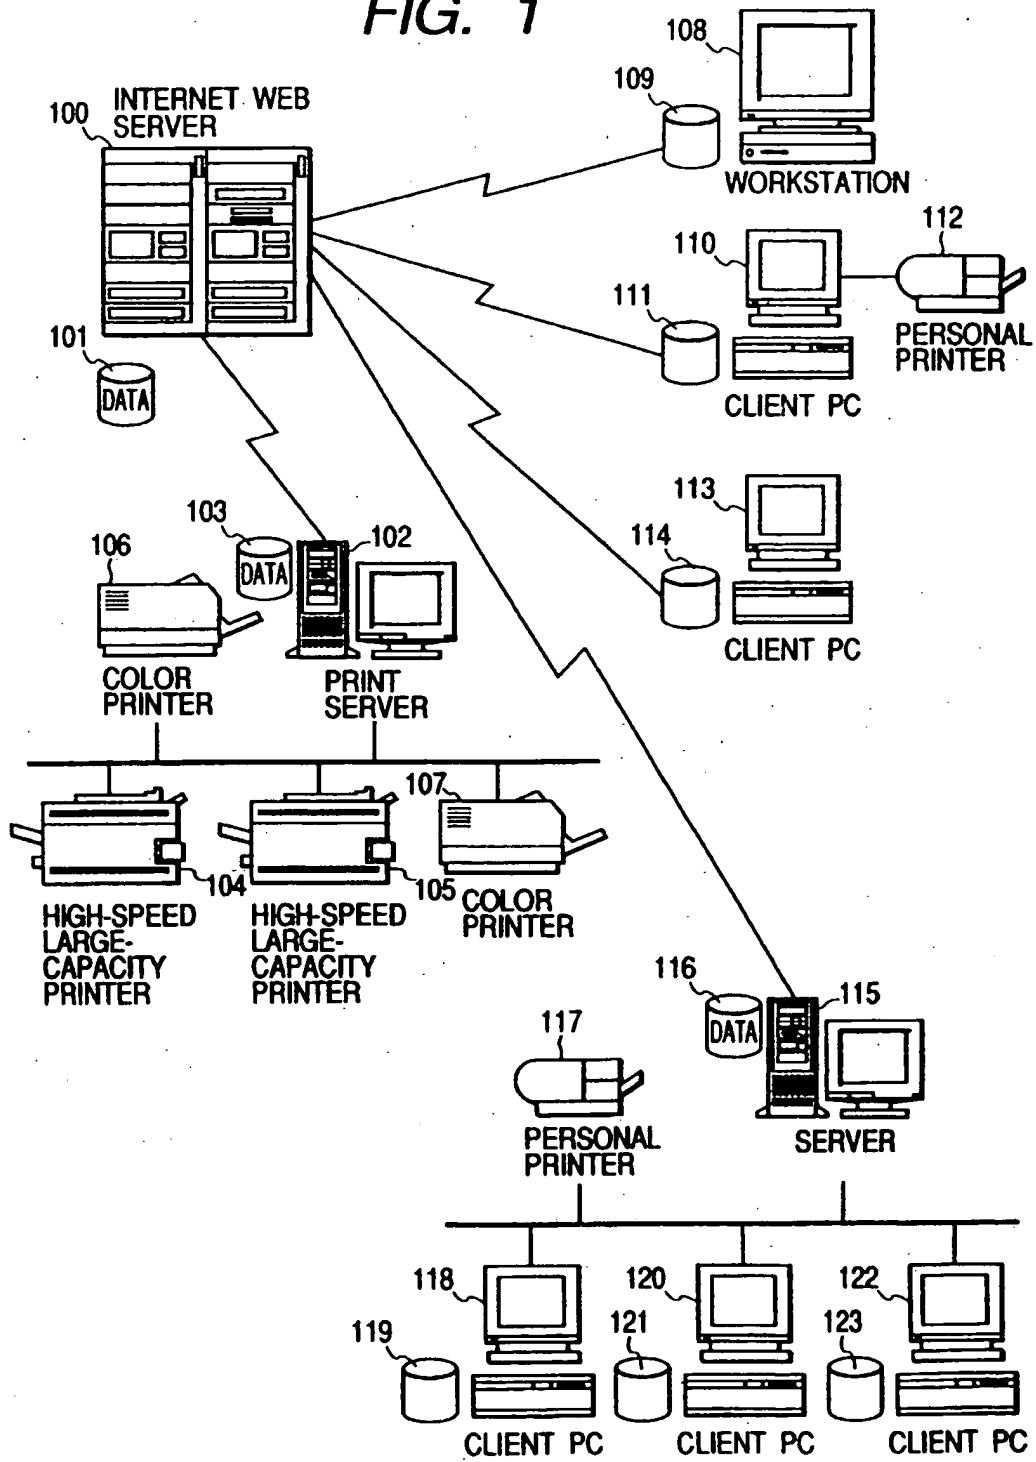 FIG. 1
108
109
INTERNET WEB
SERVER
100
WORKSTATION
112
110
111
PERSONAL
PRINTER
101
DATA
CLIENT PC
113
103
102
114
106
DATA
CLIENT PC
COLOR
PRINTER
PRINT
SERVER
107
104
105
COLOR
PRINTER
HIGH-SPEED
LARGE-
CAPACITY
PRINTER
HIGH-SPEED
LARGE-
CAPACITY
PRINTER
116
115
DATA
117
PERSONAL
PRINTER
SERVER
118
120
122
119
121
123
CLIENT PC
CLIENT PC
CLIENT PC